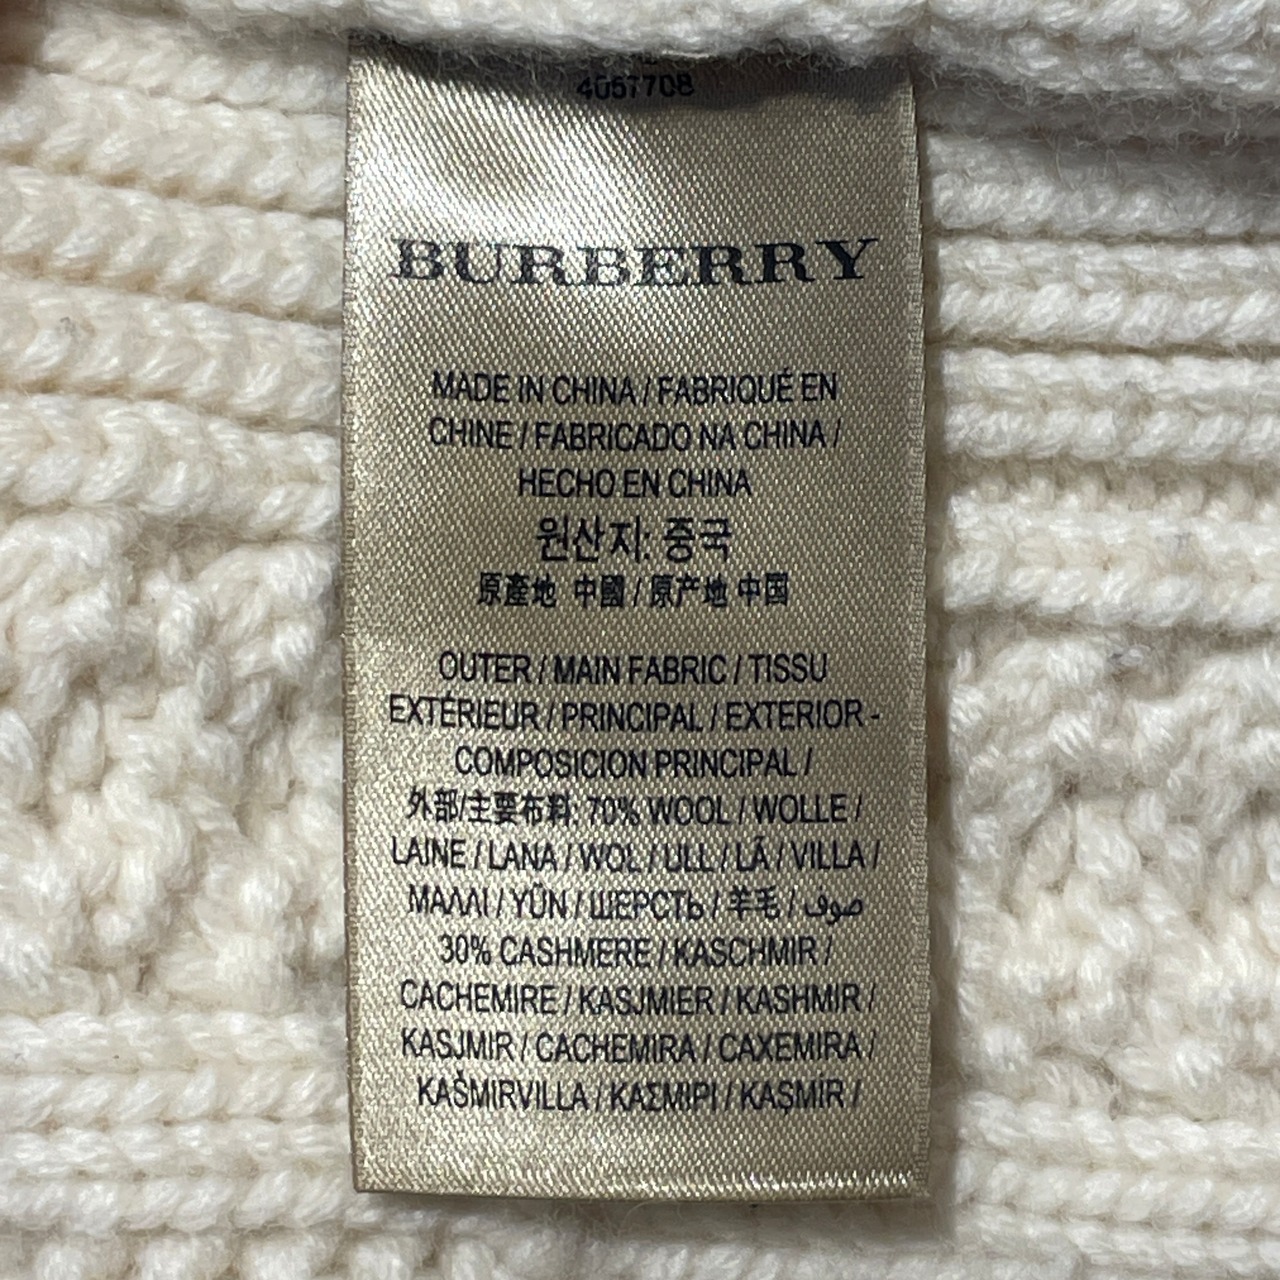 4057708
BURBERRY
MADE IN CHINA / FABRIQUÉ EN
CHINE / FABRICADO NA CHINA /
HECHO EN CHINA
원산지: 중국
原產地 中國 / 原产地 中国
OUTER / MAIN FABRIC / TISSU
EXTÉRIEUR / PRINCIPAL / EXTERIOR -
COMPOSICION PRINCIPAL /
外部/主要布料: 70% WOOL / WOLLE /
LAINE / LANA / WOL / ULL / LÃ / VILLA /
ΜΑΛΛΙ / YÜN / ШЕРСТЬ / 羊毛 / صوف
30% CASHMERE / KASCHMIR /
CACHEMIRE / KASJMIER / KASHMIR /
KASJMIR / CACHEMIRA / CAXEMIRA /
KAŠMIRVILLA / ΚΑΣΜΙΡΙ / KAŞMİR /